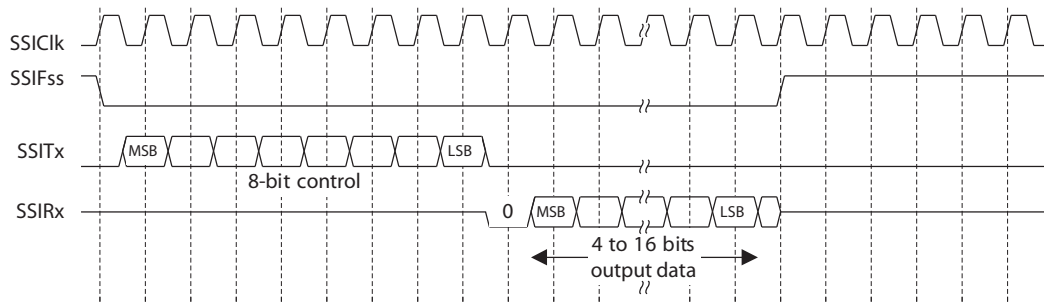 SSIClk
SSIFss
SSITx
MSB
LSB
8-bit control
SSIRx
0
MSB
LSB
4 to 16 bits
output data